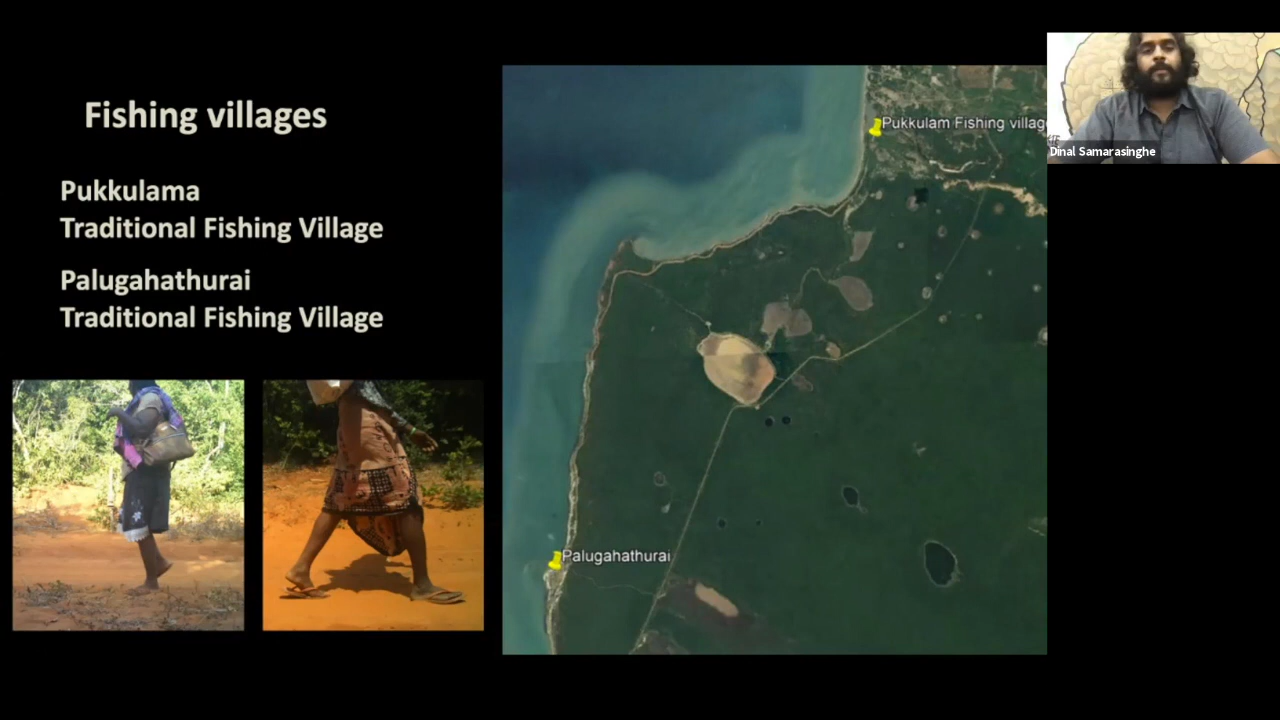 Fishing villages
Pukkulama
Traditional Fishing Village
Palugahathurai
Traditional Fishing Village
Pukkulam Fishing villag
Dinal Samarasinghe
Palugahathurai